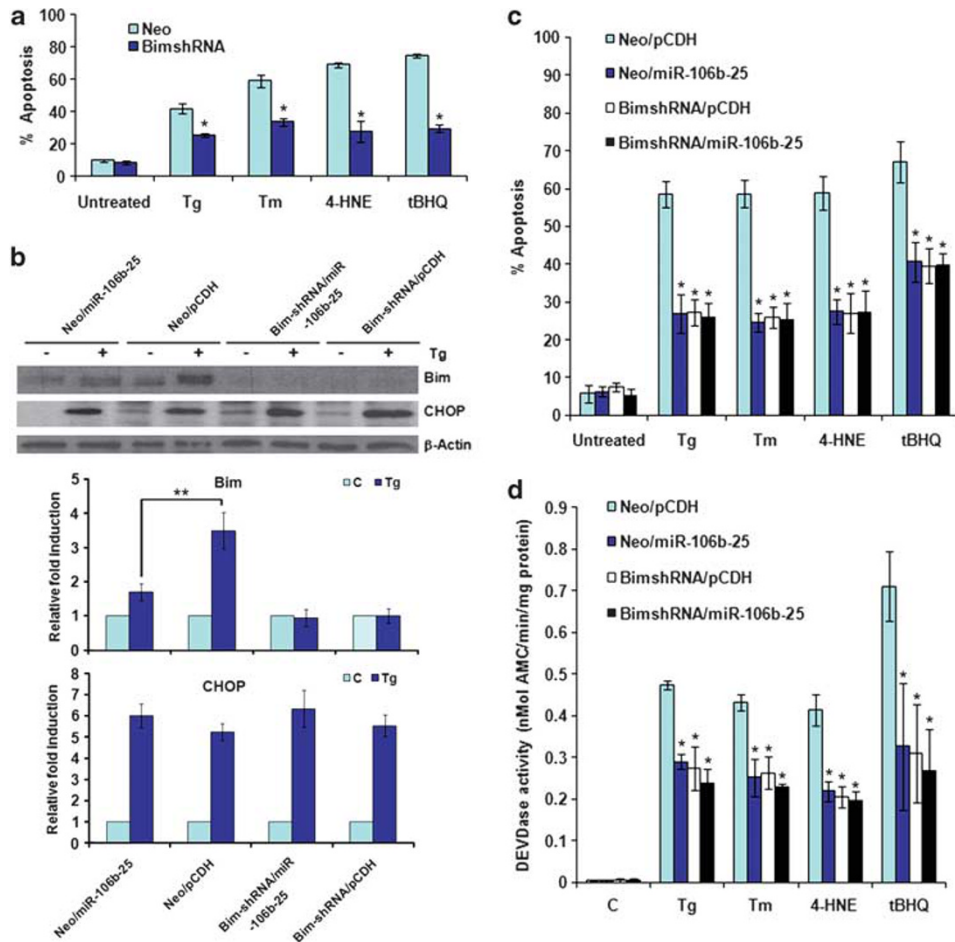 a
Neo
BimshRNA
% Apoptosis
100
80
60
40
20
0
*
*
*
*
Untreated
Tg
Tm
4-HNE
tBHQ
b
Neo/miR-106b-25
Neo/pCDH
Bim-shRNA/miR
-106b-25
Bim-shRNA/pCDH
- + - + - + - + Tg
Bim
CHOP
β-Actin
Bim
C
Tg
**
Relative fold Induction
5
4
3
2
1
0
CHOP
C
Tg
Relative fold Induction
8
7
6
5
4
3
2
1
0
Neo/miR-106b-25
Neo/pCDH
Bim-shRNA/miR
-106b-25
Bim-shRNA/pCDH
c
Neo/pCDH
Neo/miR-106b-25
BimshRNA/pCDH
BimshRNA/miR-106b-25
% Apoptosis
100
90
80
70
60
50
40
30
20
10
0
* * *
* * *
* * *
* * *
Untreated
Tg
Tm
4-HNE
tBHQ
d
Neo/pCDH
Neo/miR-106b-25
BimshRNA/pCDH
BimshRNA/miR-106b-25
DEVDase activity (nMol AMC/min/mg protein)
0.9
0.8
0.7
0.6
0.5
0.4
0.3
0.2
0.1
0
* * *
* * *
* * *
* * *
C
Tg
Tm
4-HNE
tBHQ